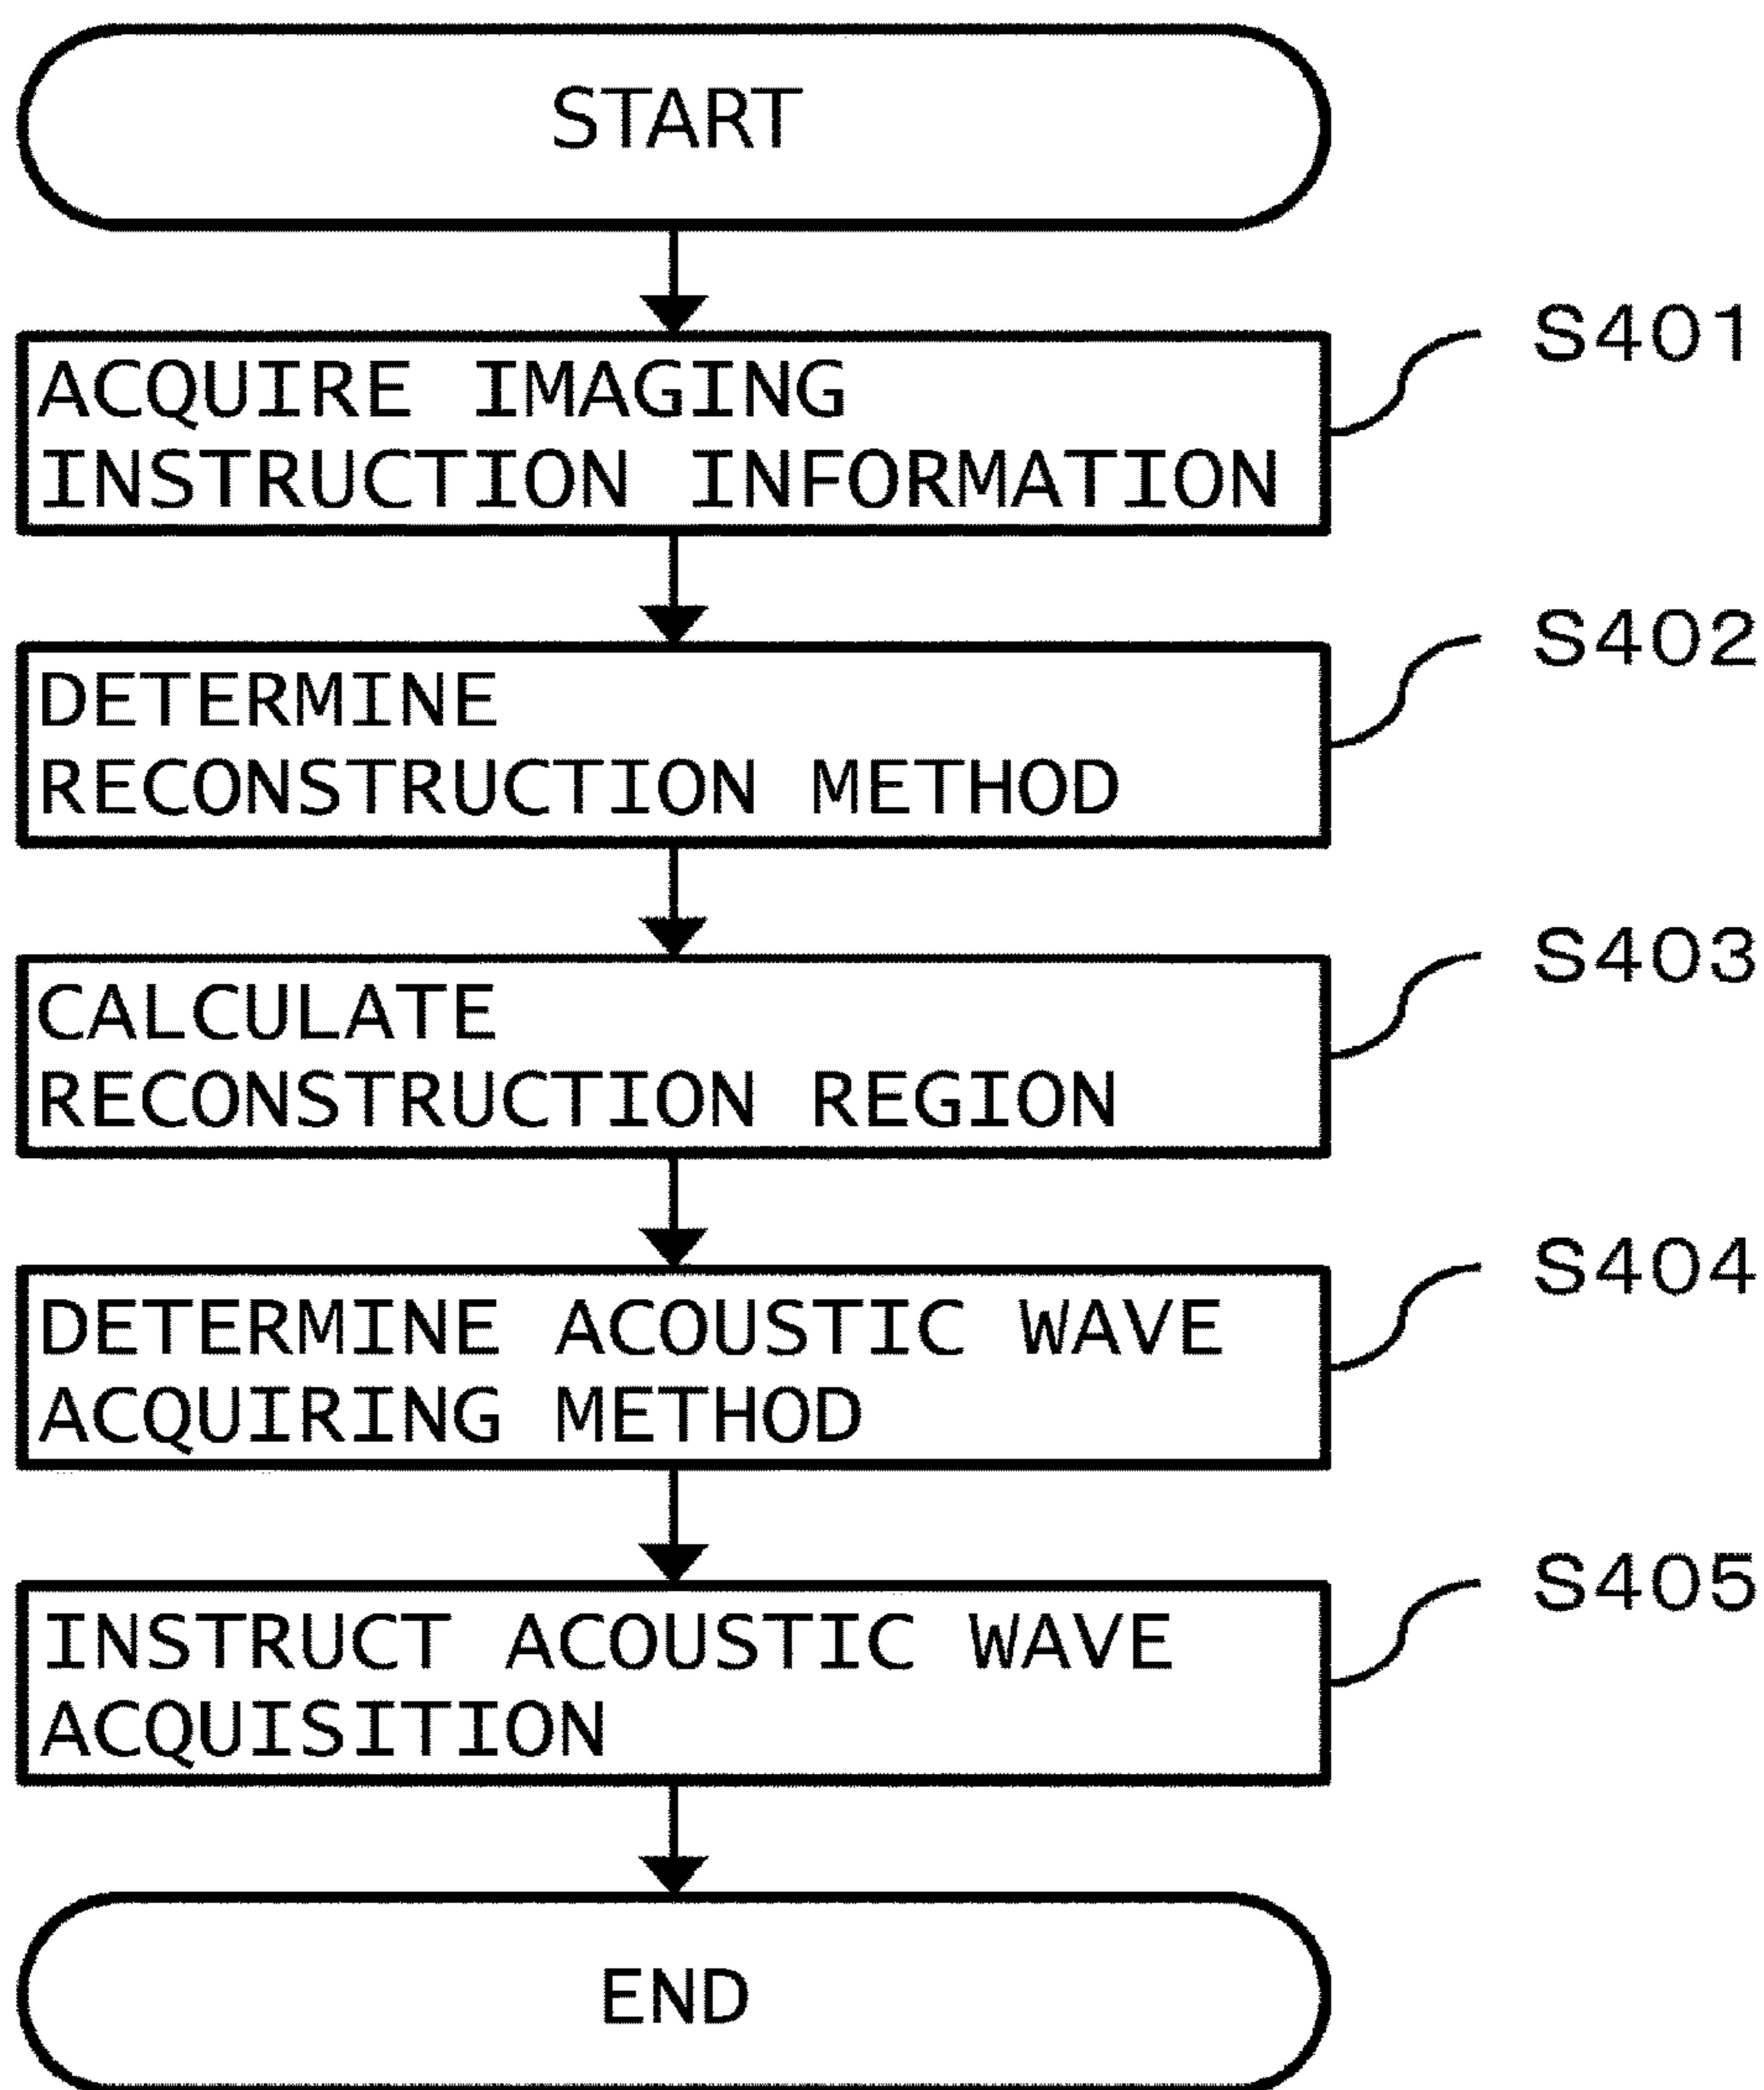 START
S401
ACQUIRE IMAGING
INSTRUCTION INFORMATION
S402
DETERMINE
RECONSTRUCTION METHOD
S403
CALCULATE
RECONSTRUCTION REGION
S404
DETERMINE ACOUSTIC WAVE
ACQUIRING METHOD
S405
INSTRUCT ACOUSTIC WAVE
ACQUISITION
END